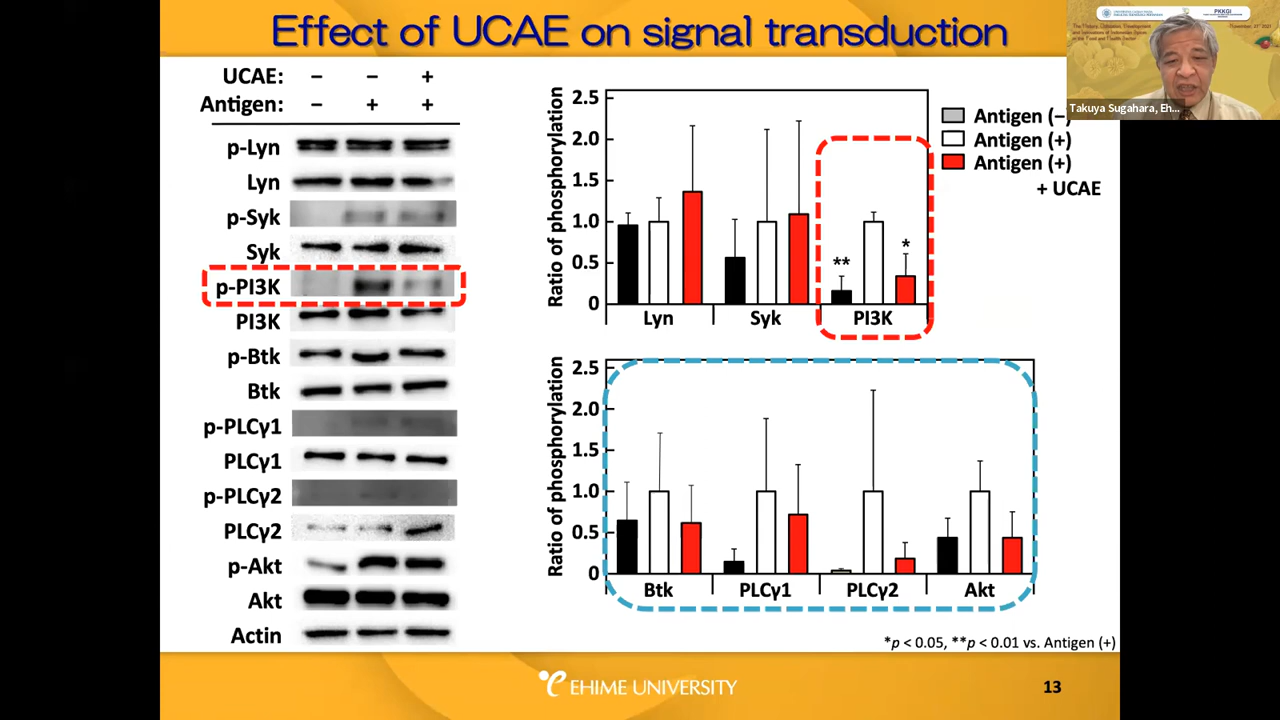 Effect of UCAE on signal transduction
UCAE: – – +
Antigen: – + +
p-Lyn
Lyn
p-Syk
Syk
p-PI3K
PI3K
p-Btk
Btk
p-PLCγ1
PLCγ1
p-PLCγ2
PLCγ2
p-Akt
Akt
Actin
Ratio of phosphorylation
2.5
2.0
1.5
1.0
0.5
0
** *
Lyn Syk PI3K
Antigen (–)
Antigen (+)
Antigen (+)
+ UCAE
Ratio of phosphorylation
2.5
2.0
1.5
1.0
0.5
0
Btk PLCγ1 PLCγ2 Akt
*p < 0.05, **p < 0.01 vs. Antigen (+)
EHIME UNIVERSITY
13
PKKGI
Takuya Sugahara, Eh...